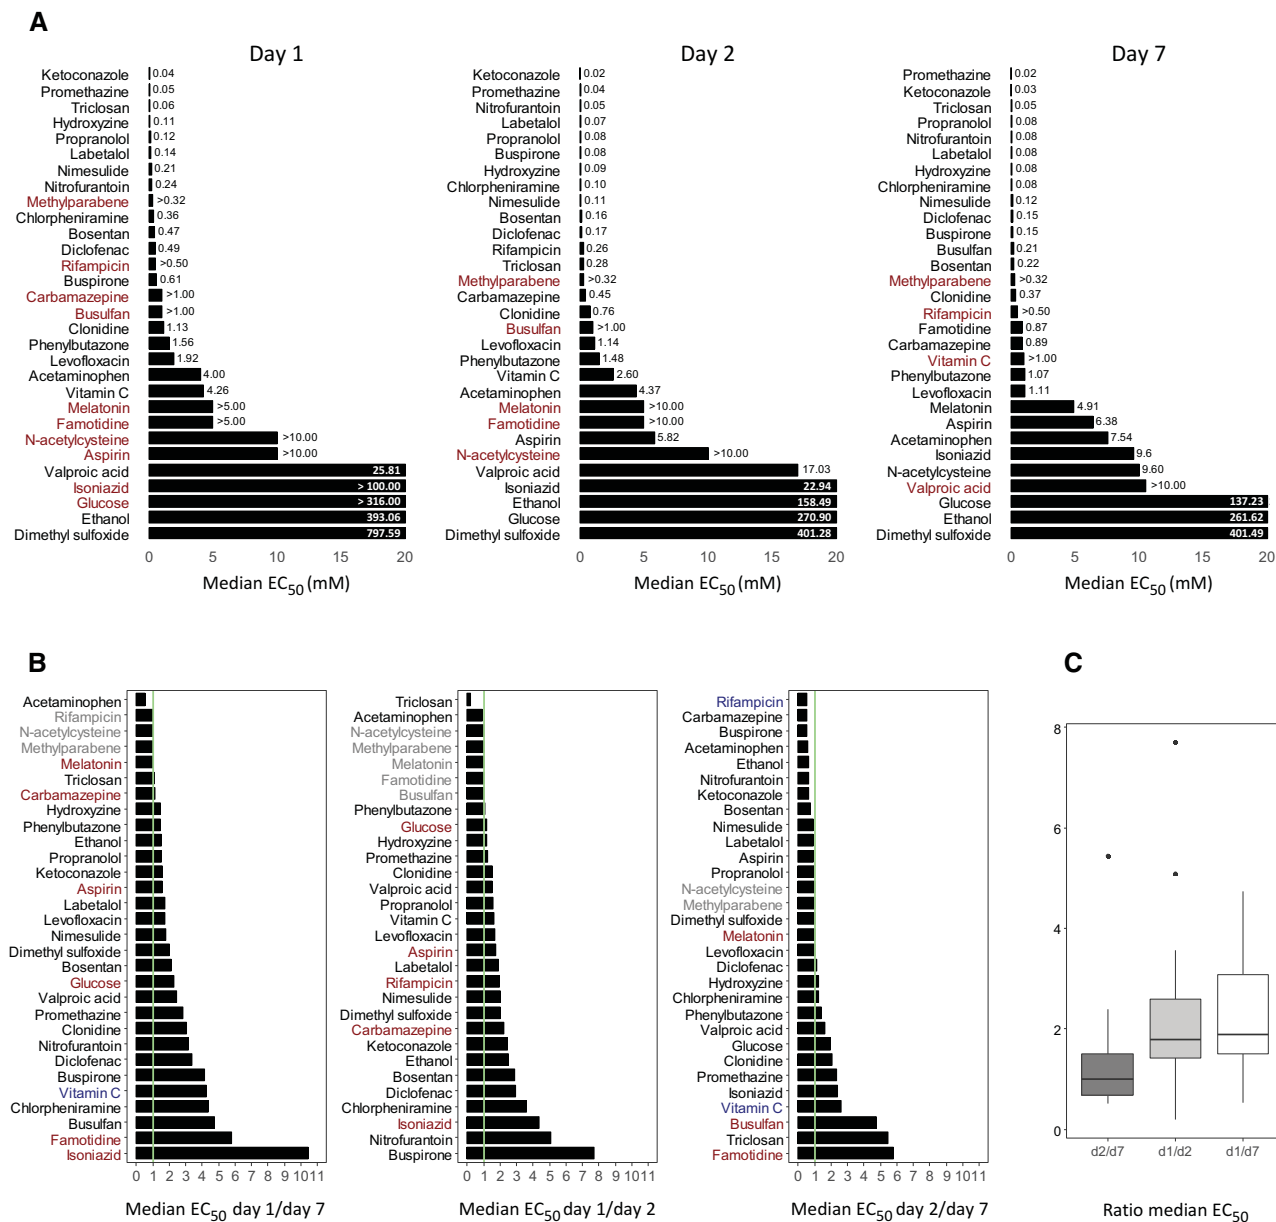 A
Day 1
Ketoconazole 0.04
Promethazine 0.05
Triclosan 0.06
Hydroxyzine 0.11
Propranolol 0.12
Labetalol 0.14
Nimesulide 0.21
Nitrofurantoin 0.24
Methylparabene >0.32
Chlorpheniramine 0.36
Bosentan 0.47
Diclofenac 0.49
Rifampicin >0.50
Buspirone 0.61
Carbamazepine >1.00
Busulfan >1.00
Clonidine 1.13
Phenylbutazone 1.56
Levofloxacin 1.92
Acetaminophen 4.00
Vitamin C 4.26
Melatonin >5.00
Famotidine >5.00
N-acetylcysteine >10.00
Aspirin >10.00
Valproic acid 25.81
Isoniazid > 100.00
Glucose > 316.00
Ethanol 393.06
Dimethyl sulfoxide 797.59
0 5 10 15 20
Median EC50 (mM)
Day 2
Ketoconazole 0.02
Promethazine 0.04
Nitrofurantoin 0.05
Labetalol 0.07
Propranolol 0.08
Buspirone 0.08
Hydroxyzine 0.09
Chlorpheniramine 0.10
Nimesulide 0.11
Bosentan 0.16
Diclofenac 0.17
Rifampicin 0.26
Triclosan 0.28
Methylparabene >0.32
Carbamazepine 0.45
Clonidine 0.76
Busulfan >1.00
Levofloxacin 1.14
Phenylbutazone 1.48
Vitamin C 2.60
Acetaminophen 4.37
Melatonin >10.00
Famotidine >10.00
Aspirin 5.82
N-acetylcysteine >10.00
Valproic acid 17.03
Isoniazid 22.94
Ethanol 158.49
Glucose 270.90
Dimethyl sulfoxide 401.28
0 5 10 15 20
Median EC50 (mM)
Day 7
Promethazine 0.02
Ketoconazole 0.03
Triclosan 0.05
Propranolol 0.08
Nitrofurantoin 0.08
Labetalol 0.08
Hydroxyzine 0.08
Chlorpheniramine 0.08
Nimesulide 0.12
Diclofenac 0.15
Buspirone 0.15
Busulfan 0.21
Bosentan 0.22
Methylparabene >0.32
Clonidine 0.37
Rifampicin >0.50
Famotidine 0.87
Carbamazepine 0.89
Vitamin C >1.00
Phenylbutazone 1.07
Levofloxacin 1.11
Melatonin 4.91
Aspirin 6.38
Acetaminophen 7.54
Isoniazid 9.6
N-acetylcysteine 9.60
Valproic acid >10.00
Glucose 137.23
Ethanol 261.62
Dimethyl sulfoxide 401.49
0 5 10 15 20
Median EC50 (mM)
B
Acetaminophen
Rifampicin
N-acetylcysteine
Methylparabene
Melatonin
Triclosan
Carbamazepine
Hydroxyzine
Phenylbutazone
Ethanol
Propranolol
Ketoconazole
Aspirin
Labetalol
Levofloxacin
Nimesulide
Dimethyl sulfoxide
Bosentan
Glucose
Valproic acid
Promethazine
Clonidine
Nitrofurantoin
Diclofenac
Buspirone
Vitamin C
Chlorpheniramine
Busulfan
Famotidine
Isoniazid
0 1 2 3 4 5 6 7 8 9 10 11
Median EC50 day 1/day 7
Triclosan
Acetaminophen
N-acetylcysteine
Methylparabene
Melatonin
Famotidine
Busulfan
Phenylbutazone
Glucose
Hydroxyzine
Promethazine
Clonidine
Valproic acid
Propranolol
Vitamin C
Levofloxacin
Aspirin
Labetalol
Rifampicin
Nimesulide
Dimethyl sulfoxide
Carbamazepine
Ketoconazole
Ethanol
Bosentan
Diclofenac
Chlorpheniramine
Isoniazid
Nitrofurantoin
Buspirone
0 1 2 3 4 5 6 7 8 9 10 11
Median EC50 day 1/day 2
Rifampicin
Carbamazepine
Buspirone
Acetaminophen
Ethanol
Nitrofurantoin
Ketoconazole
Bosentan
Nimesulide
Labetalol
Aspirin
Propranolol
N-acetylcysteine
Methylparabene
Dimethyl sulfoxide
Melatonin
Levofloxacin
Diclofenac
Hydroxyzine
Chlorpheniramine
Phenylbutazone
Valproic acid
Glucose
Clonidine
Promethazine
Isoniazid
Vitamin C
Busulfan
Triclosan
Famotidine
0 1 2 3 4 5 6 7 8 9 10 11
Median EC50 day 2/day 7
C
8
6
4
2
0
d2/d7 d1/d2 d1/d7
Ratio median EC50